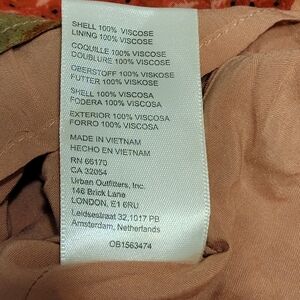 SHELL 100% VISCOSE
LINING 100% VISCOSE
COQUILLE 100% VISCOSE
DOUBLURE 100% VISCOSE
OBERSTOFF 100% VISKOSE
FUTTER 100% VISKOSE
SHELL 100% VISCOSA
FODERA 100% VISCOSA
EXTERIOR 100% VISCOSA
FORRO 100% VISCOSA
MADE IN VIETNAM
HECHO EN VIETNAM
RN 66170
CA 32054
Urban Outfitters, Inc.
146 Brick Lane
LONDON, E1 6RU
Leidsestraat 32,1017 PB
Amsterdam, Netherlands
OB1563474